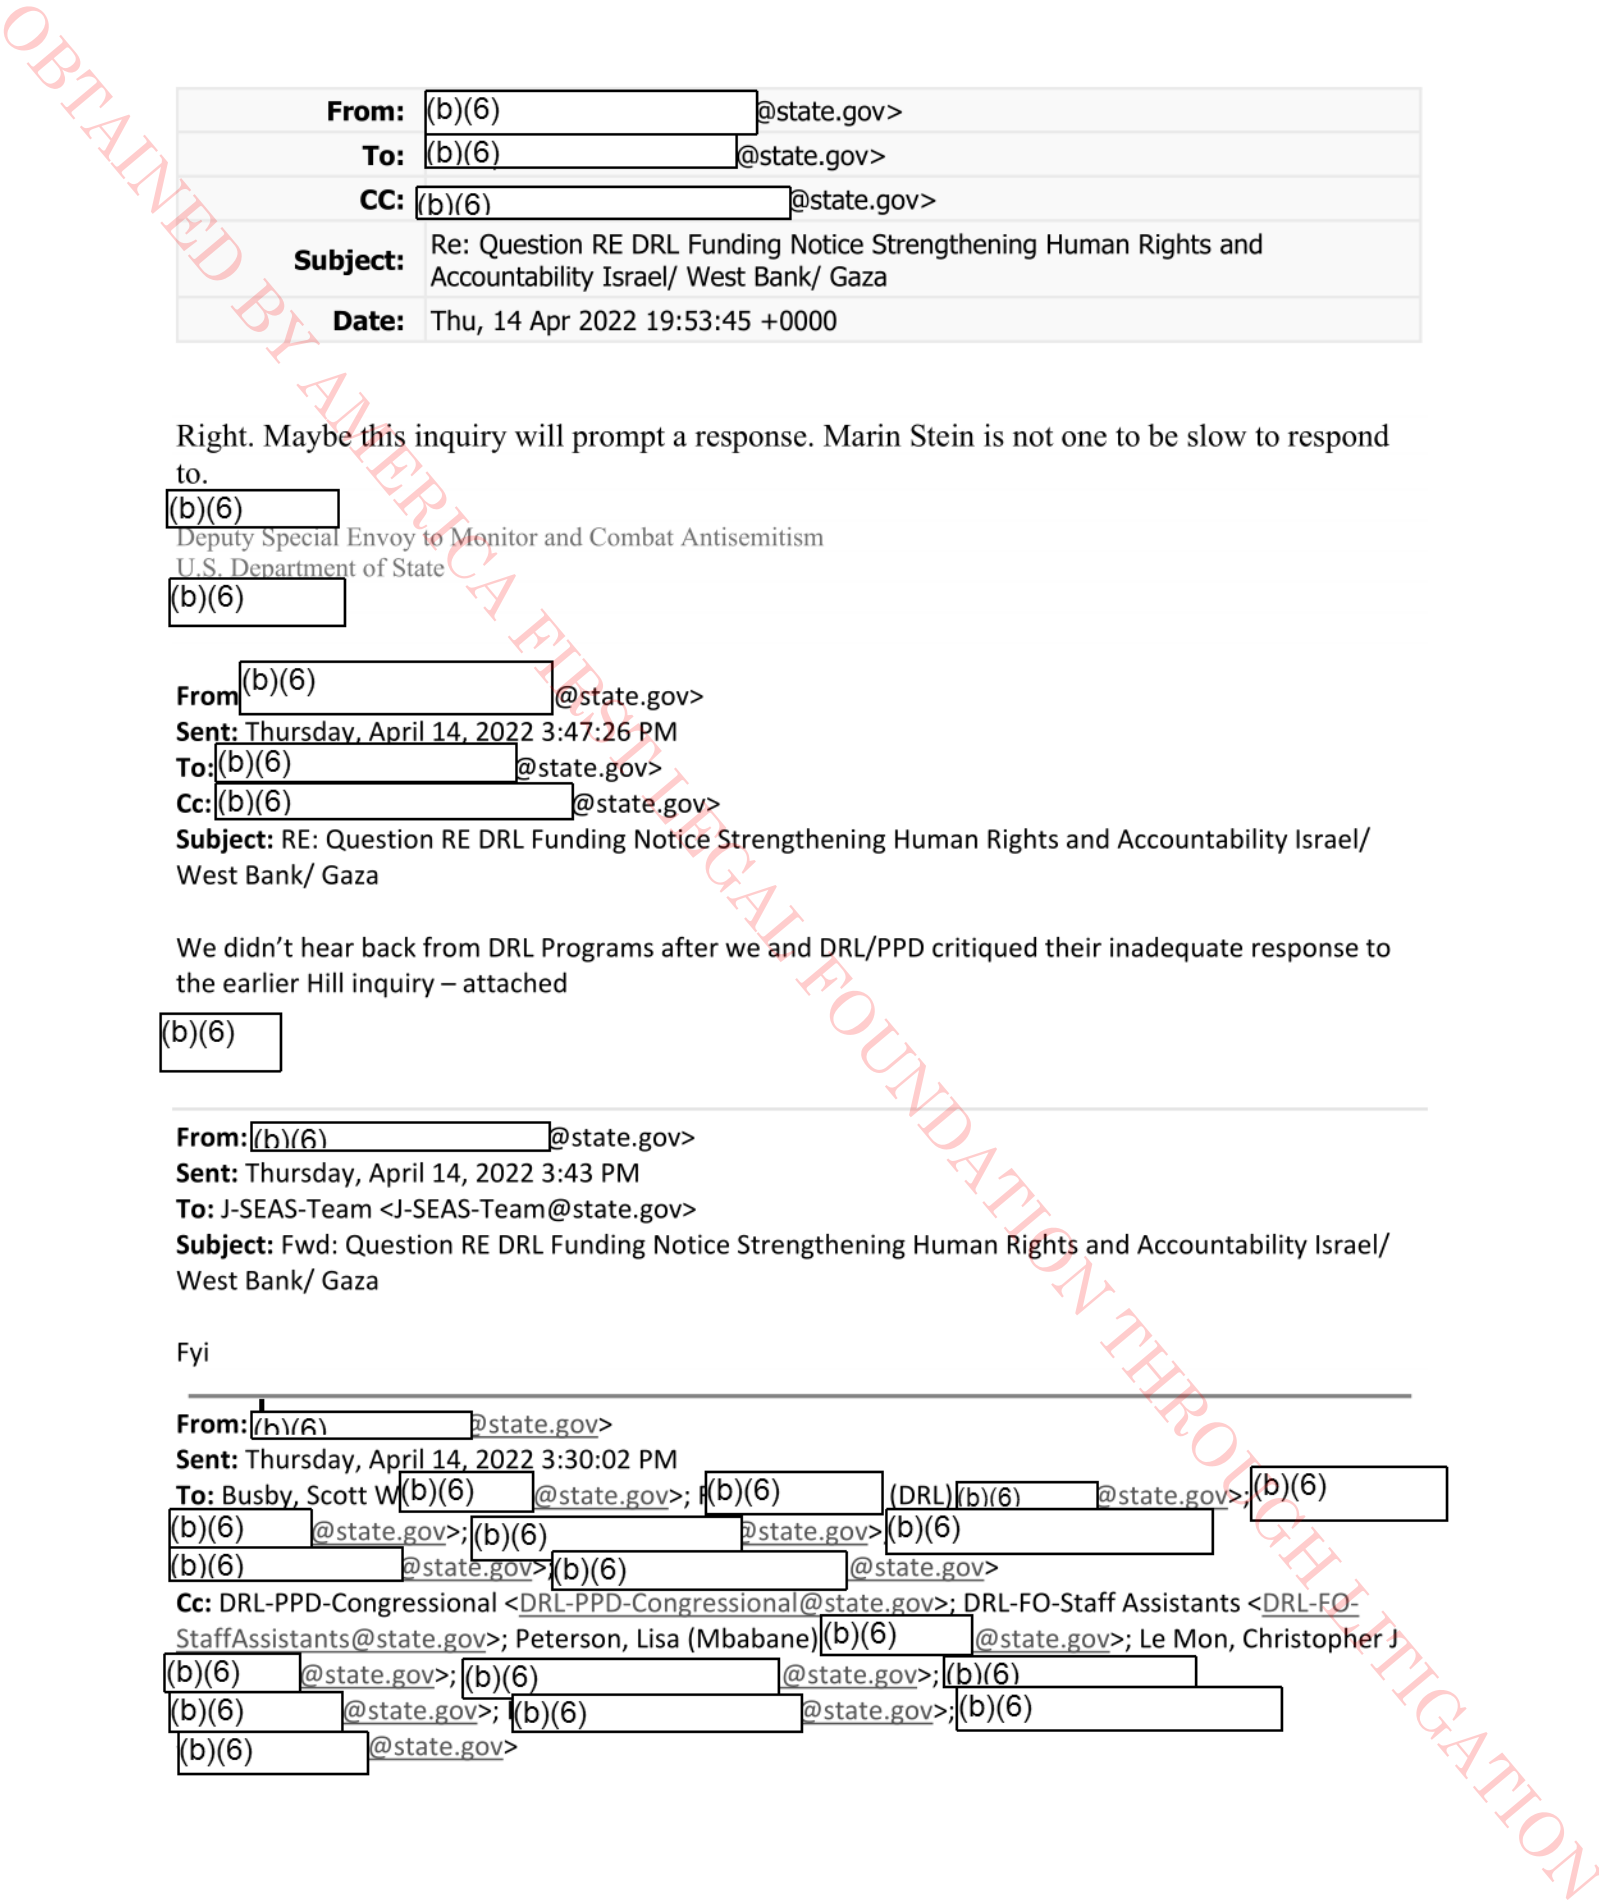 From: (b)(6) @state.gov>
To: (b)(6) @state.gov>
CC: (b)(6) @state.gov>
Subject: Re: Question RE DRL Funding Notice Strengthening Human Rights and
Accountability Israel/ West Bank/ Gaza
Date: Thu, 14 Apr 2022 19:53:45 +0000
Right. Maybe this inquiry will prompt a response. Marin Stein is not one to be slow to respond
to.
(b)(6)
Deputy Special Envoy to Monitor and Combat Antisemitism
U.S. Department of State
(b)(6)
From (b)(6) @state.gov>
Sent: Thursday, April 14, 2022 3:47:26 PM
To: (b)(6) @state.gov>
Cc: (b)(6) @state.gov>
Subject: RE: Question RE DRL Funding Notice Strengthening Human Rights and Accountability Israel/
West Bank/ Gaza
We didn't hear back from DRL Programs after we and DRL/PPD critiqued their inadequate response to
the earlier Hill inquiry – attached
(b)(6)
From: (b)(6) @state.gov>
Sent: Thursday, April 14, 2022 3:43 PM
To: J-SEAS-Team <J-SEAS-Team@state.gov>
Subject: Fwd: Question RE DRL Funding Notice Strengthening Human Rights and Accountability Israel/
West Bank/ Gaza
Fyi
From: (b)(6) @state.gov>
Sent: Thursday, April 14, 2022 3:30:02 PM
To: Busby, Scott W (b)(6) @state.gov>; (b)(6) (DRL) (b)(6) @state.gov>; (b)(6)
(b)(6) @state.gov>; (b)(6) @state.gov> (b)(6)
(b)(6) @state.gov> (b)(6) @state.gov>
Cc: DRL-PPD-Congressional <DRL-PPD-Congressional@state.gov>; DRL-FO-Staff Assistants <DRL-FO-
StaffAssistants@state.gov>; Peterson, Lisa (Mbabane) (b)(6) @state.gov>; Le Mon, Christopher J
(b)(6) @state.gov>; (b)(6) @state.gov>; (b)(6)
(b)(6) @state.gov>; (b)(6) @state.gov>; (b)(6)
(b)(6) @state.gov>
OBTAINED BY AMERICA FIRST LEGAL FOUNDATION THROUGH LITIGATION